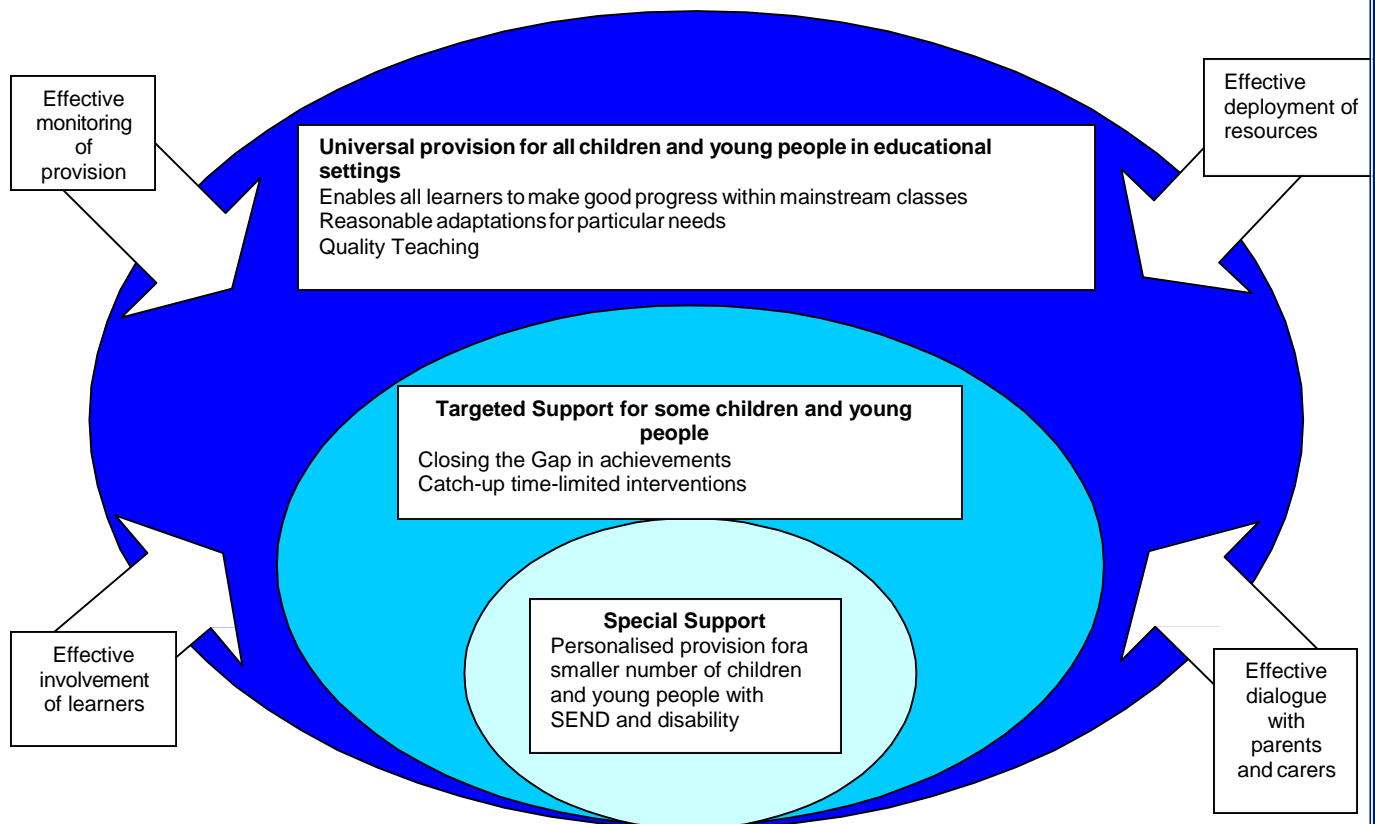 Effective
monitoring
of
provision
Effective
deployment of
resources
Universal provision for all children and young people in educational
settings
Enables all learners to make good progress within mainstream classes
Reasonable adaptations for particular needs
Quality Teaching
Targeted Support for some children and young
people
Closing the Gap in achievements
Catch-up time-limited interventions
Special Support
Personalised provision fora
smaller number of children
and young people with
SEND and disability
Effective
involvement
of learners
Effective
dialogue
with
parents
and carers